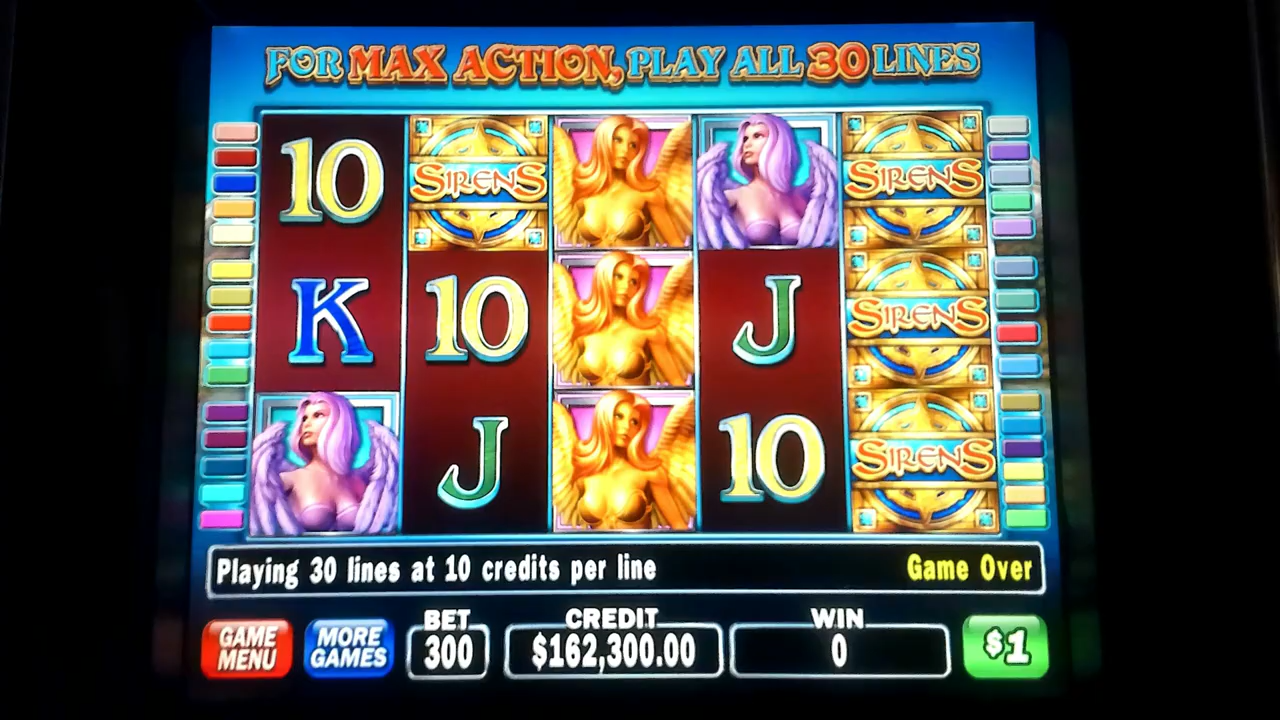 FOR MAX ACTION, PLAY ALL 30 LINES
10 SIRENS SIRENS
K 10 J SIRENS
J 10 SIRENS
Playing 30 lines at 10 credits per line Game Over
GAME MENU
MORE GAMES
BET
300
CREDIT
$162,300.00
WIN
0
$1